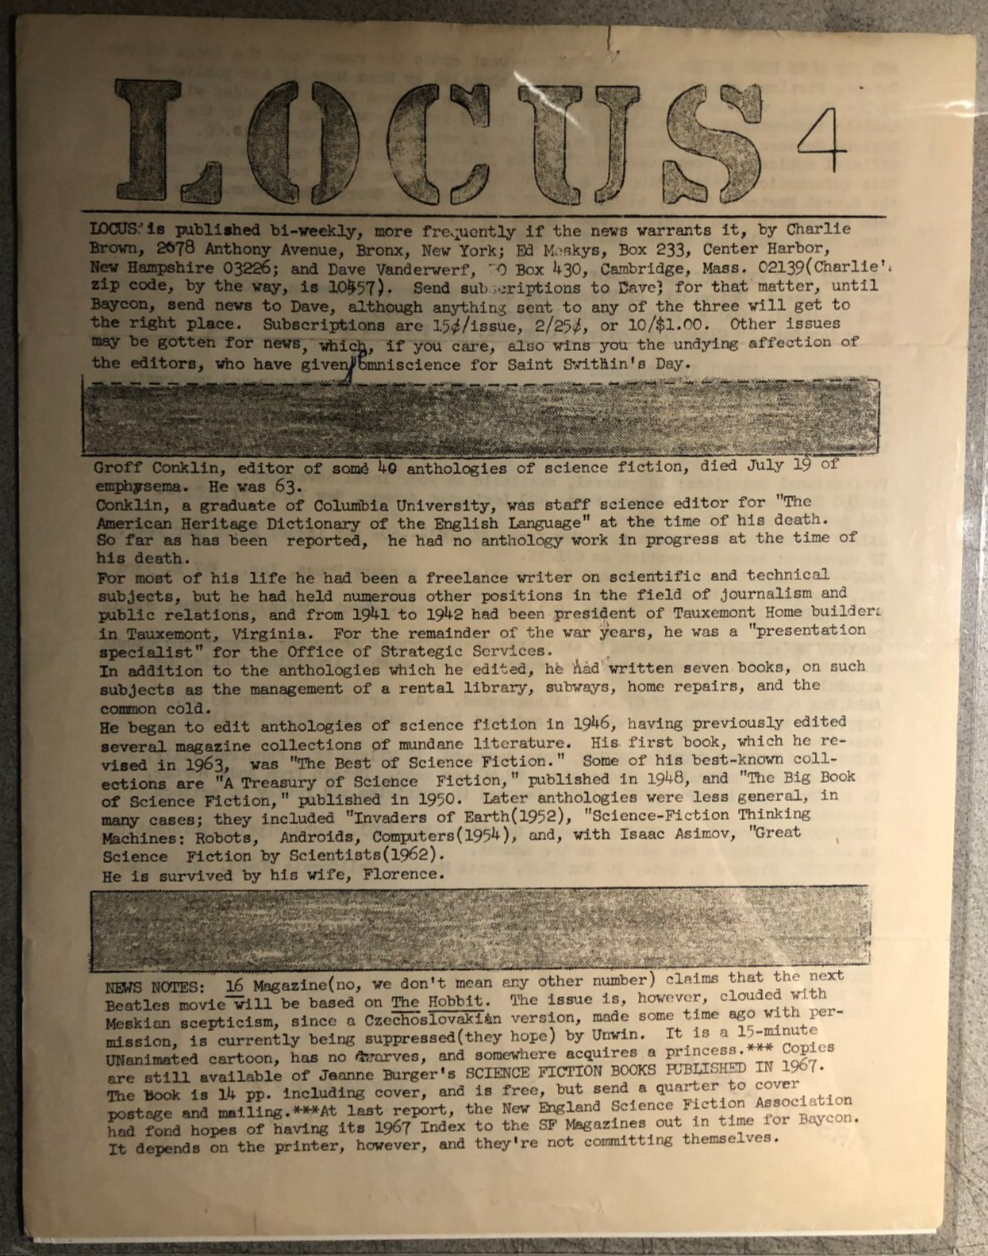 LOCUS 4
LOCUS is published bi-weekly, more frequently if the news warrants it, by Charlie
Brown, 2678 Anthony Avenue, Bronx, New York; Ed Meskys, Box 233, Center Harbor,
New Hampshire 03226; and Dave Vanderwerf, PO Box 430, Cambridge, Mass. 02139(Charlie's
zip code, by the way, is 10457). Send subscriptions to Dave; for that matter, until
Baycon, send news to Dave, although anything sent to any of the three will get to
the right place. Subscriptions are 15¢/issue, 2/25¢, or 10/$1.00. Other issues
may be gotten for news, which, if you care, also wins you the undying affection of
the editors, who have given omniscience for Saint Swithin's Day.
Groff Conklin, editor of some 40 anthologies of science fiction, died July 19 of
emphysema. He was 63.
Conklin, a graduate of Columbia University, was staff science editor for "The
American Heritage Dictionary of the English Language" at the time of his death.
So far as has been reported, he had no anthology work in progress at the time of
his death.
For most of his life he had been a freelance writer on scientific and technical
subjects, but he had held numerous other positions in the field of journalism and
public relations, and from 1941 to 1942 had been president of Tauxemont Home builders
in Tauxemont, Virginia. For the remainder of the war years, he was a "presentation
specialist" for the Office of Strategic Services.
In addition to the anthologies which he edited, he had written seven books, on such
subjects as the management of a rental library, subways, home repairs, and the
common cold.
He began to edit anthologies of science fiction in 1946, having previously edited
several magazine collections of mundane literature. His first book, which he re-
vised in 1963, was "The Best of Science Fiction." Some of his best-known coll-
ections are "A Treasury of Science Fiction," published in 1948, and "The Big Book
of Science Fiction," published in 1950. Later anthologies were less general, in
many cases; they included "Invaders of Earth(1952), "Science-Fiction Thinking
Machines: Robots, Androids, Computers(1954), and, with Isaac Asimov, "Great
Science Fiction by Scientists(1962).
He is survived by his wife, Florence.
NEWS NOTES: 16 Magazine(no, we don't mean any other number) claims that the next
Beatles movie will be based on The Hobbit. The issue is, however, clouded with
Meskian scepticism, since a Czechoslovakian version, made some time ago with per-
mission, is currently being suppressed(they hope) by Unwin. It is a 15-minute
UNanimated cartoon, has no dwarves, and somewhere acquires a princess.*** Copies
are still available of Jeanne Burger's SCIENCE FICTION BOOKS PUBLISHED IN 1967.
The Book is 14 pp. including cover, and is free, but send a quarter to cover
postage and mailing.***At last report, the New England Science Fiction Association
had fond hopes of having its 1967 Index to the SF Magazines out in time for Baycon.
It depends on the printer, however, and they're not committing themselves.